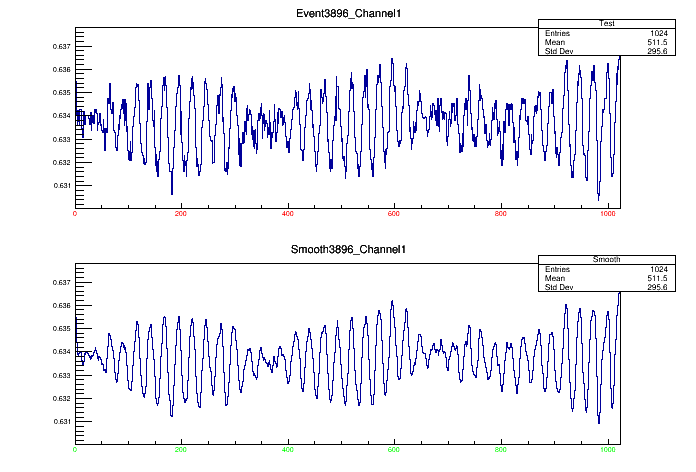 Event3896_Channel1
Test
Entries 1024
Mean 511.5
Std Dev 295.6
0.637
0.636
0.635
0.634
0.633
0.632
0.631
0 200 400 600 800 1000
Smooth3896_Channel1
Smooth
Entries 1024
Mean 511.5
Std Dev 295.6
0.637
0.636
0.635
0.634
0.633
0.632
0.631
0 200 400 600 800 1000